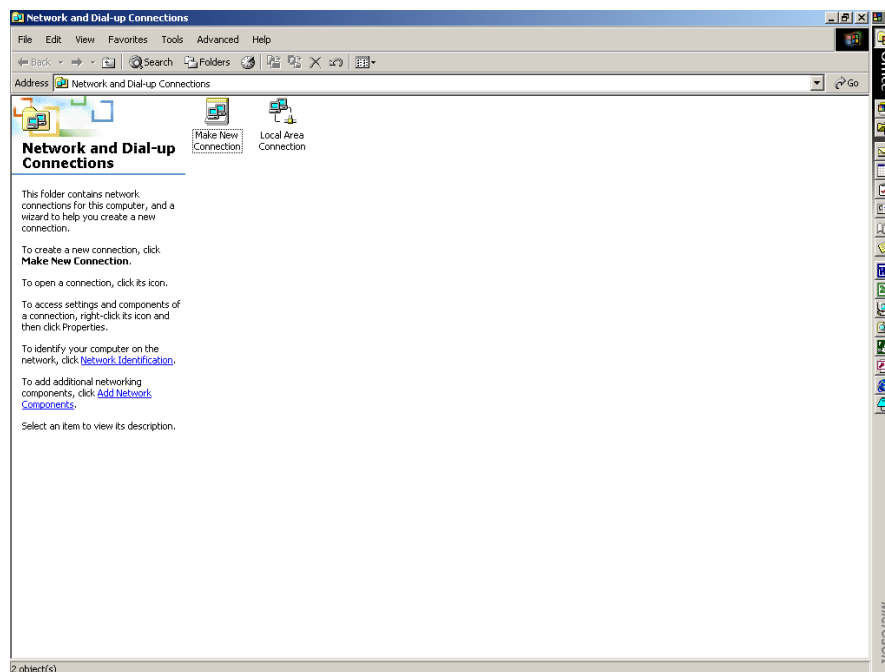 Network and Dial-up Connections
File Edit View Favorites Tools Advanced Help
Back Search Folders
Address Network and Dial-up Connections Go
Network and Dial-up
Connections
Make New
Connection
Local Area
Connection
This folder contains network
connections for this computer, and a
wizard to help you create a new
connection.
To create a new connection, click
Make New Connection.
To open a connection, click its icon.
To access settings and components of
a connection, right-click its icon and
then click Properties.
To identify your computer on the
network, click Network Identification.
To add additional networking
components, click Add Network
Components.
Select an item to view its description.
2 object(s)